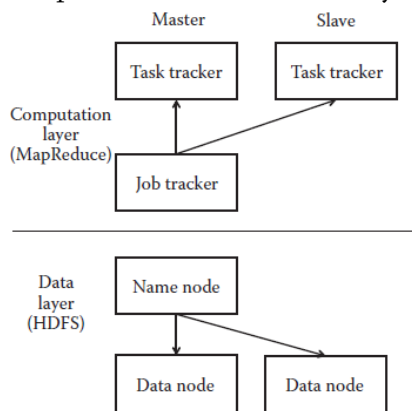 Master
Slave
Task tracker
Task tracker
Computation
layer
(MapReduce)
Job tracker
Data
layer
(HDFS)
Name node
Data node
Data node